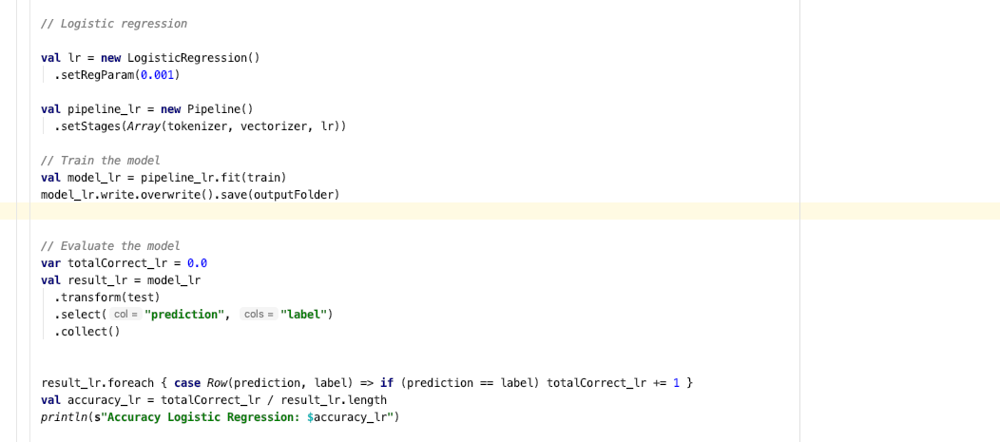 // Logistic regression
val lr = new LogisticRegression()
.setRegParam(0.001)
val pipeline_lr = new Pipeline()
.setStages(Array(tokenizer, vectorizer, lr))
// Train the model
val model_lr = pipeline_lr.fit(train)
model_lr.write.overwrite().save(outputFolder)
// Evaluate the model
var totalCorrect_lr = 0.0
val result_lr = model_lr
.transform(test)
.select( col = "prediction", cols = "label")
.collect()
result_lr.foreach { case Row(prediction, label) => if (prediction == label) totalCorrect_lr += 1 }
val accuracy_lr = totalCorrect_lr / result_lr.length
println(s"Accuracy Logistic Regression: $accuracy_lr")